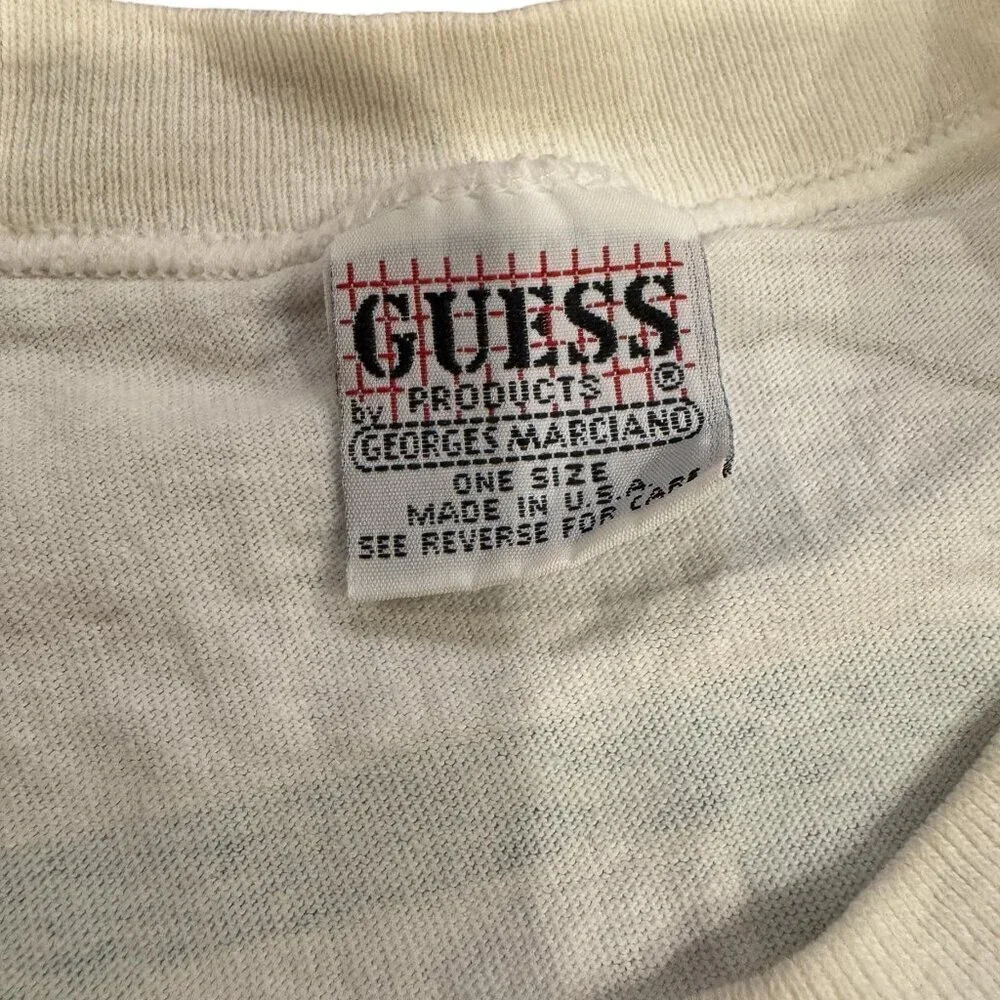 GUESS
PRODUCTS ®
by
GEORGES MARCIANO
ONE SIZE
MADE IN U.S.A.
SEE REVERSE FOR CARE